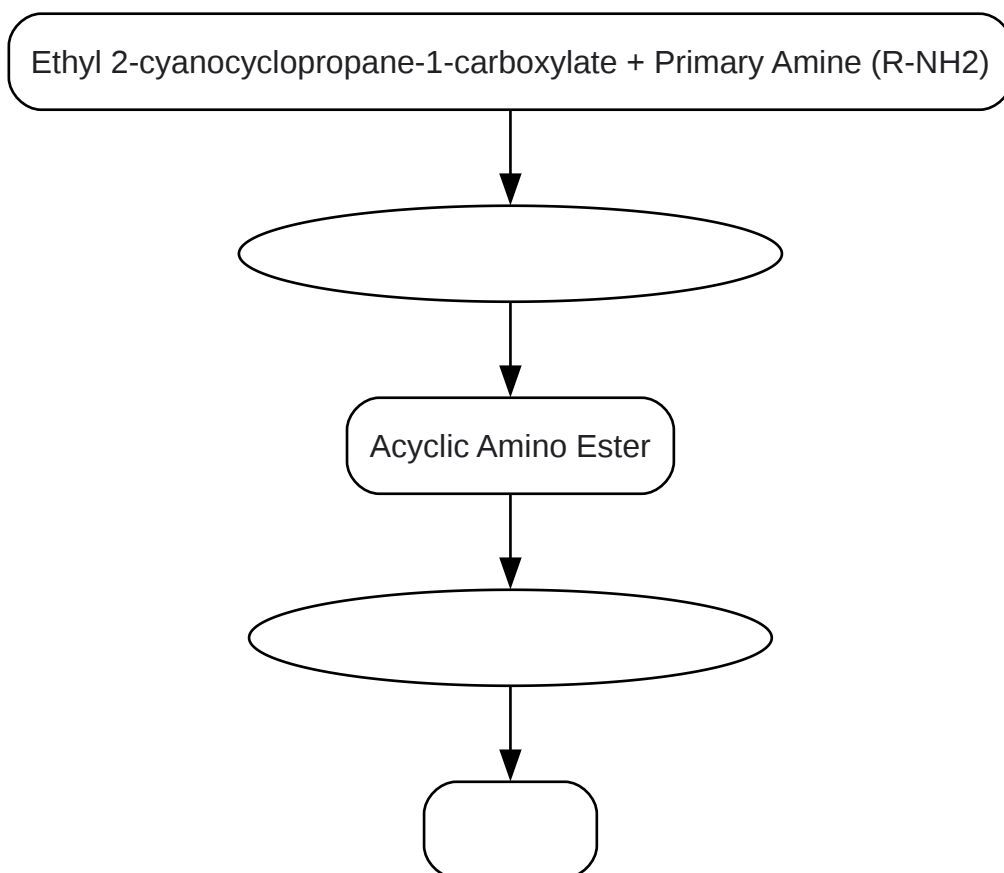 Ethyl 2-cyanocyclopropane-1-carboxylate + Primary Amine (R-NH2)
Acyclic Amino Ester